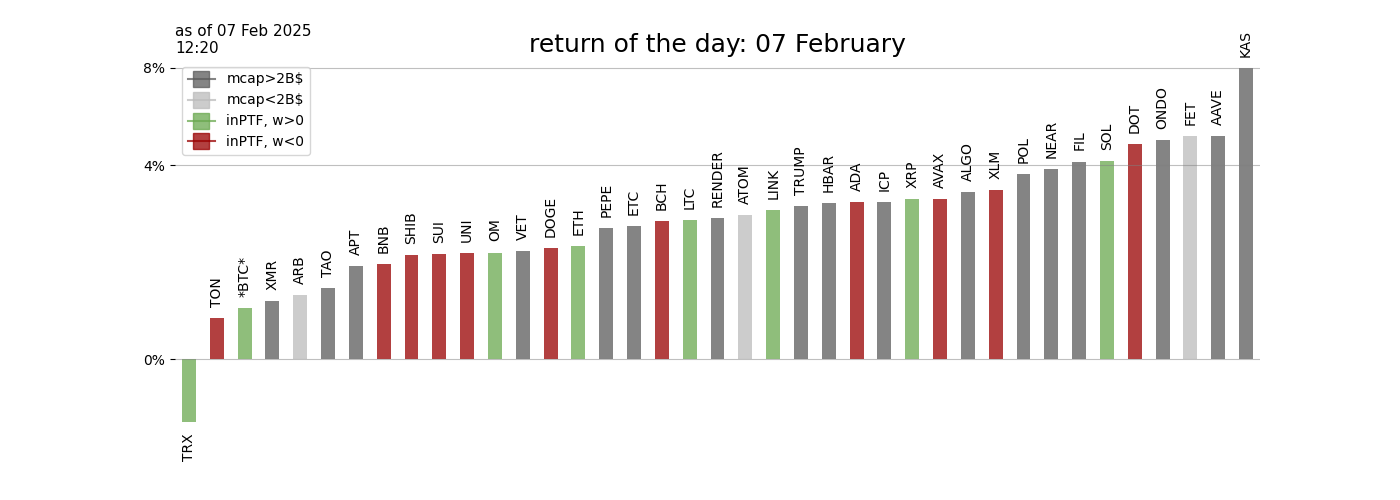 as of 07 Feb 2025
12:20
return of the day: 07 February
mcap>2B$
mcap<2B$
inPTF, w>0
inPTF, w<0
8%
4%
0%
TRX
TON
*BTC*
XMR
ARB
TAO
APT
BNB
SHIB
SUI
UNI
OM
VET
DOGE
ETH
PEPE
ETC
BCH
LTC
RENDER
ATOM
LINK
TRUMP
HBAR
ADA
ICP
XRP
AVAX
ALGO
XLM
POL
NEAR
FIL
SOL
DOT
ONDO
FET
AAVE
KAS